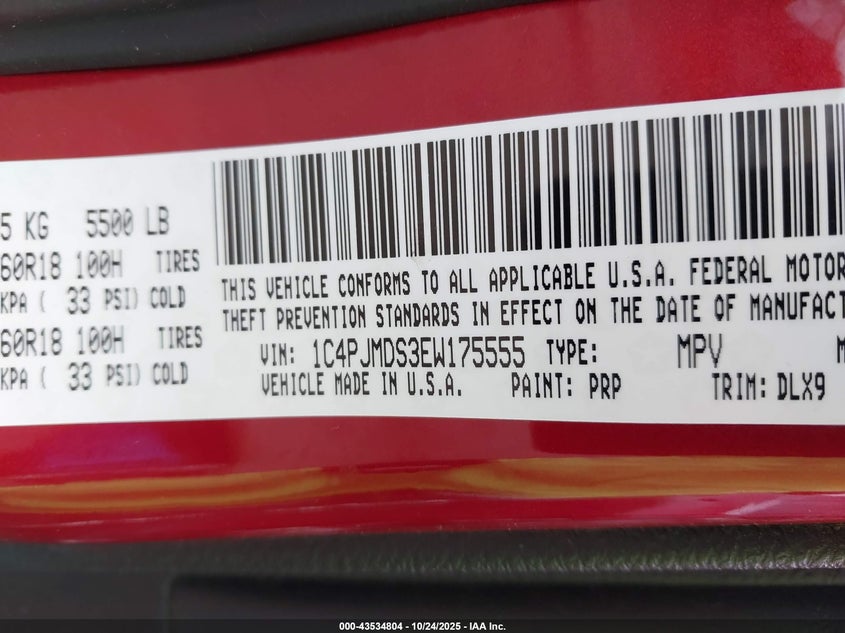 5 KG 5500 LB
60R18 100H TIRES
KPA ( 33 PSI) COLD
60R18 100H TIRES
KPA ( 33 PSI) COLD
THIS VEHICLE CONFORMS TO ALL APPLICABLE U.S.A. FEDERAL MOTOR
THEFT PREVENTION STANDARDS IN EFFECT ON THE DATE OF MANUFACT
VIN: 1C4PJMDS3EW175555 TYPE: MPV M
VEHICLE MADE IN U.S.A. PAINT: PRP TRIM: DLX9
000-43534804 - 10/24/2025 - IAA Inc.